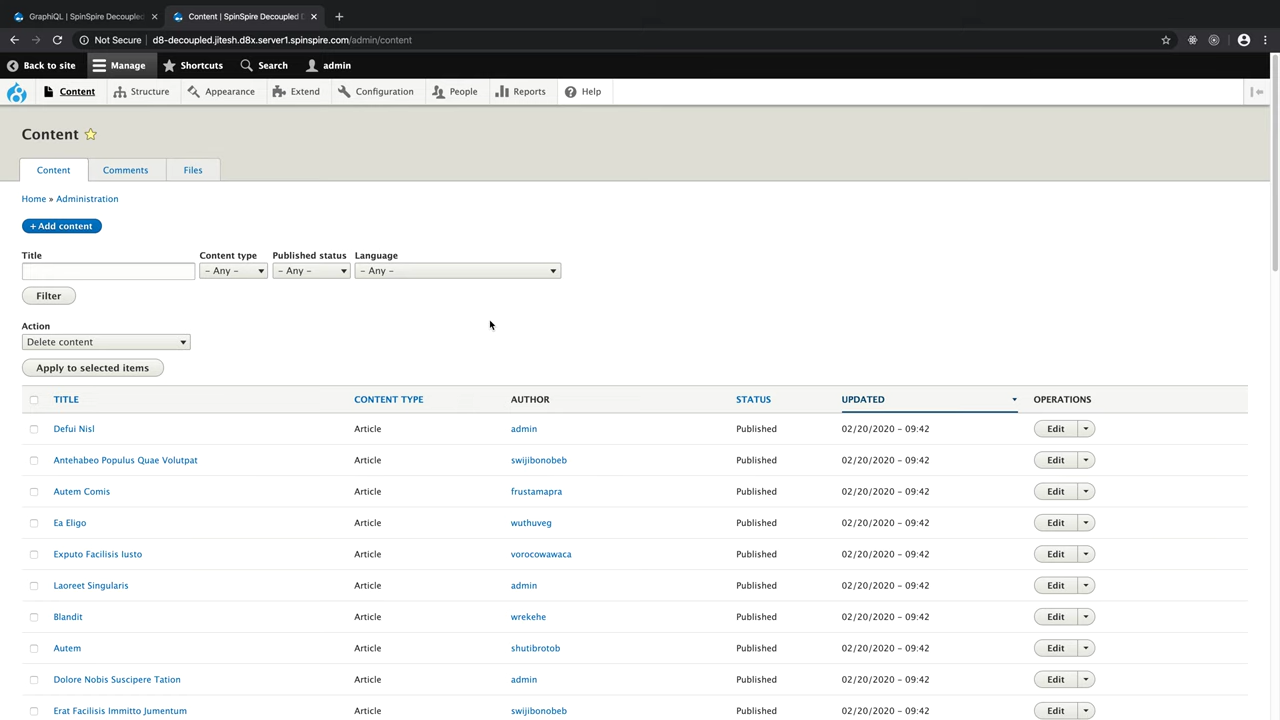 GraphiQL | SpinSpire Decouple
Content | SpinSpire Decoupled D
Not Secure d8-decoupled.jitesh.d8x.server1.spinspire.com/admin/content
Back to site Manage Shortcuts Search admin
Content Structure Appearance Extend Configuration People Reports Help
Content
Content Comments Files
Home » Administration
+ Add content
Title Content type Published status Language
- Any - - Any - - Any -
Filter
Action
Delete content
Apply to selected items
TITLE CONTENT TYPE AUTHOR STATUS UPDATED OPERATIONS
Defui Nisl Article admin Published 02/20/2020 - 09:42 Edit
Antehabeo Populus Quae Volutpat Article swijibonobeb Published 02/20/2020 - 09:42 Edit
Autem Comis Article frustamapra Published 02/20/2020 - 09:42 Edit
Ea Eligo Article wuthuveg Published 02/20/2020 - 09:42 Edit
Exputo Facilisis Iusto Article vorocowawaca Published 02/20/2020 - 09:42 Edit
Laoreet Singularis Article admin Published 02/20/2020 - 09:42 Edit
Blandit Article wrekehe Published 02/20/2020 - 09:42 Edit
Autem Article shutibrotob Published 02/20/2020 - 09:42 Edit
Dolore Nobis Suscipere Tation Article admin Published 02/20/2020 - 09:42 Edit
Erat Facilisis Immitto Jumentum Article swijibonobeb Published 02/20/2020 - 09:42 Edit